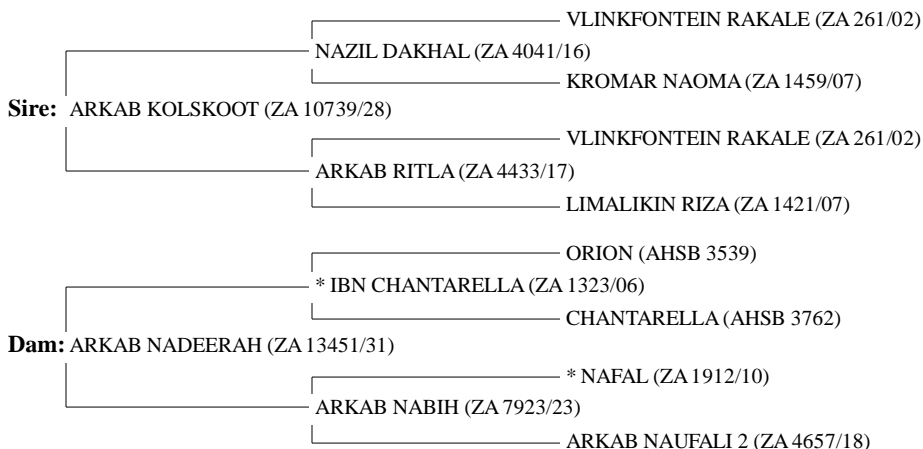 VLINKFONTEIN RAKALE (ZA 261/02)
NAZIL DAKHAL (ZA 4041/16)
KROMAR NAOMA (ZA 1459/07)
Sire: ARKAB KOLSKOOT (ZA 10739/28)
VLINKFONTEIN RAKALE (ZA 261/02)
ARKAB RITLA (ZA 4433/17)
LIMALIKIN RIZA (ZA 1421/07)
ORION (AHSB 3539)
* IBN CHANTARELLA (ZA 1323/06)
CHANTARELLA (AHSB 3762)
Dam: ARKAB NADEERAH (ZA 13451/31)
* NAFAL (ZA 1912/10)
ARKAB NABIH (ZA 7923/23)
ARKAB NAUFALI 2 (ZA 4657/18)